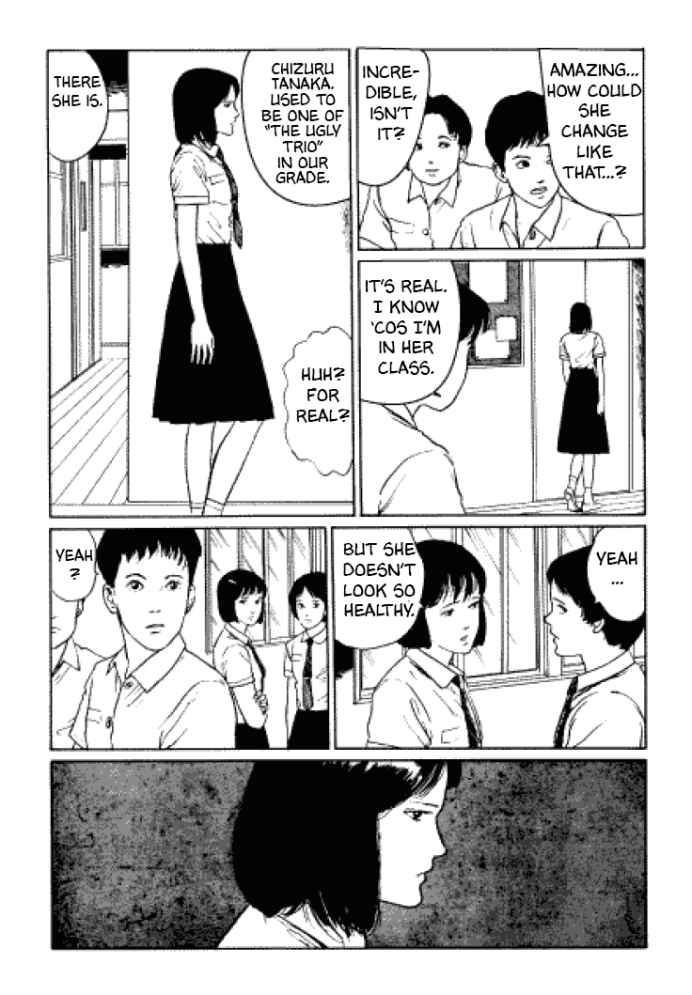 THERE
SHE IS.
CHIZURU
TANAKA.
USED TO
BE ONE OF
"THE UGLY
TRIO"
IN OUR
GRADE.
HUH?
FOR
REAL?
INCRE-
DIBLE,
ISN'T
IT?
AMAZING...
HOW COULD
SHE
CHANGE
LIKE
THAT...?
IT'S REAL.
I KNOW
'COS I'M
IN HER
CLASS.
YEAH
?
BUT SHE
DOESN'T
LOOK SO
HEALTHY.
YEAH
...